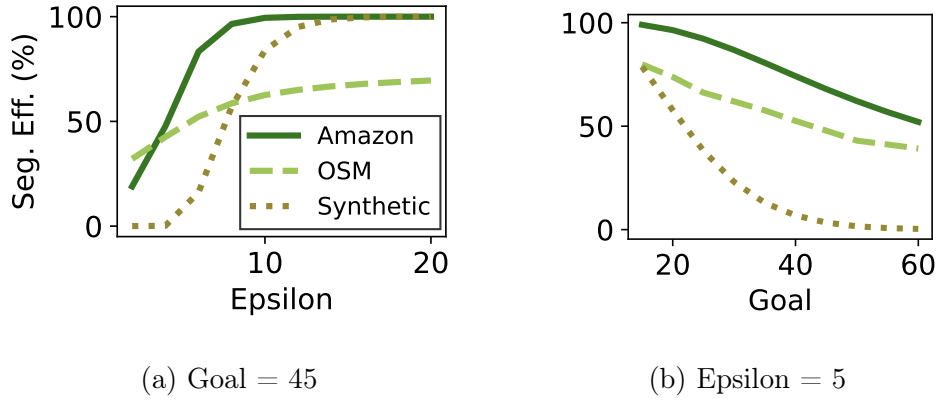 Seg. Eff. (%)
100
50
0
10
20
Epsilon
Amazon
OSM
Synthetic
(a) Goal = 45
100
50
0
20
40
60
Goal
(b) Epsilon = 5